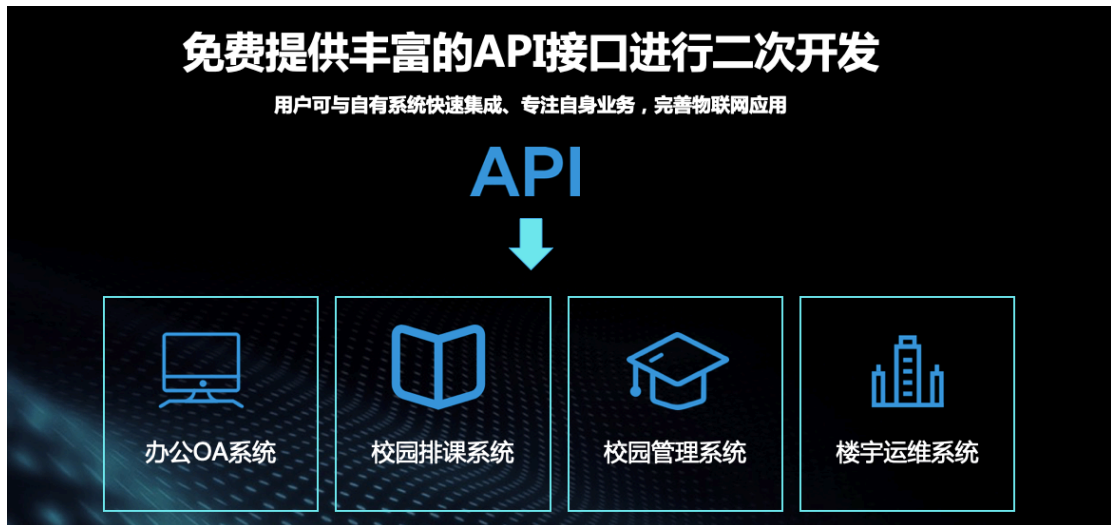 免费提供丰富的API接口进行二次开发
用户可与自有系统快速集成、专注自身业务，完善物联网应用
API
办公OA系统
校园排课系统
校园管理系统
楼宇运维系统